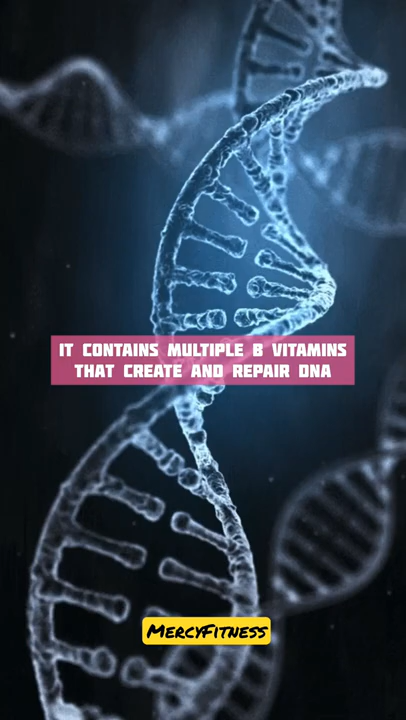 IT CONTAINS MULTIPLE B VITAMINS
THAT CREATE AND REPAIR DNA
MERCYFITNESS